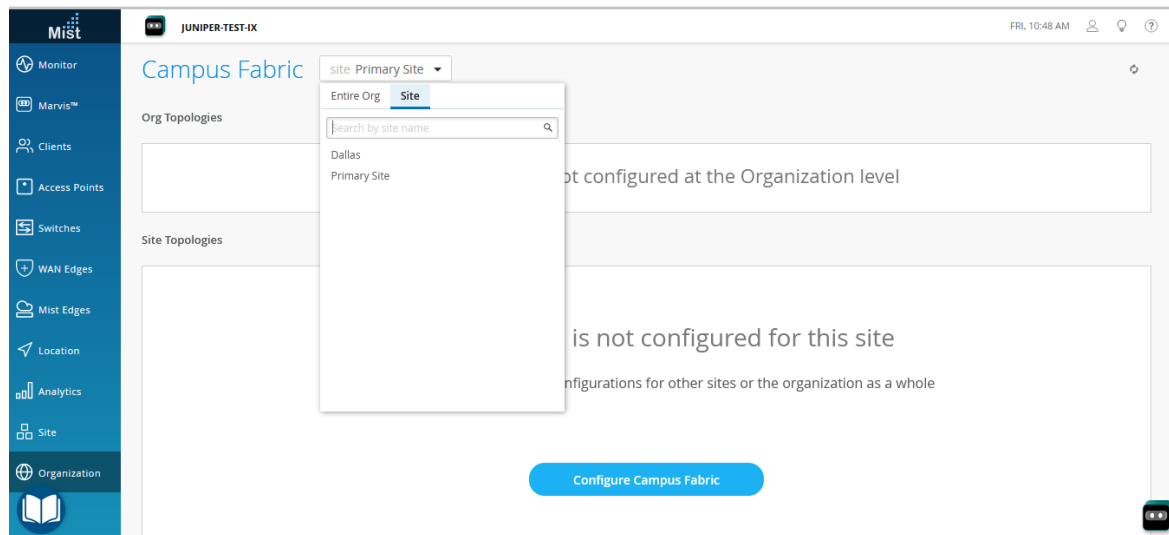 Mist
JUNIPER-TEST-IX
FRI, 10:48 AM
Monitor
Marvis™
Clients
Access Points
Switches
WAN Edges
Mist Edges
Location
Analytics
Site
Organization
Campus Fabric
site Primary Site
Entire Org Site
Search by site name
Dallas
Primary Site
Org Topologies
configured at the Organization level
Site Topologies
is not configured for this site
for other sites or the organization as a whole
Configure Campus Fabric